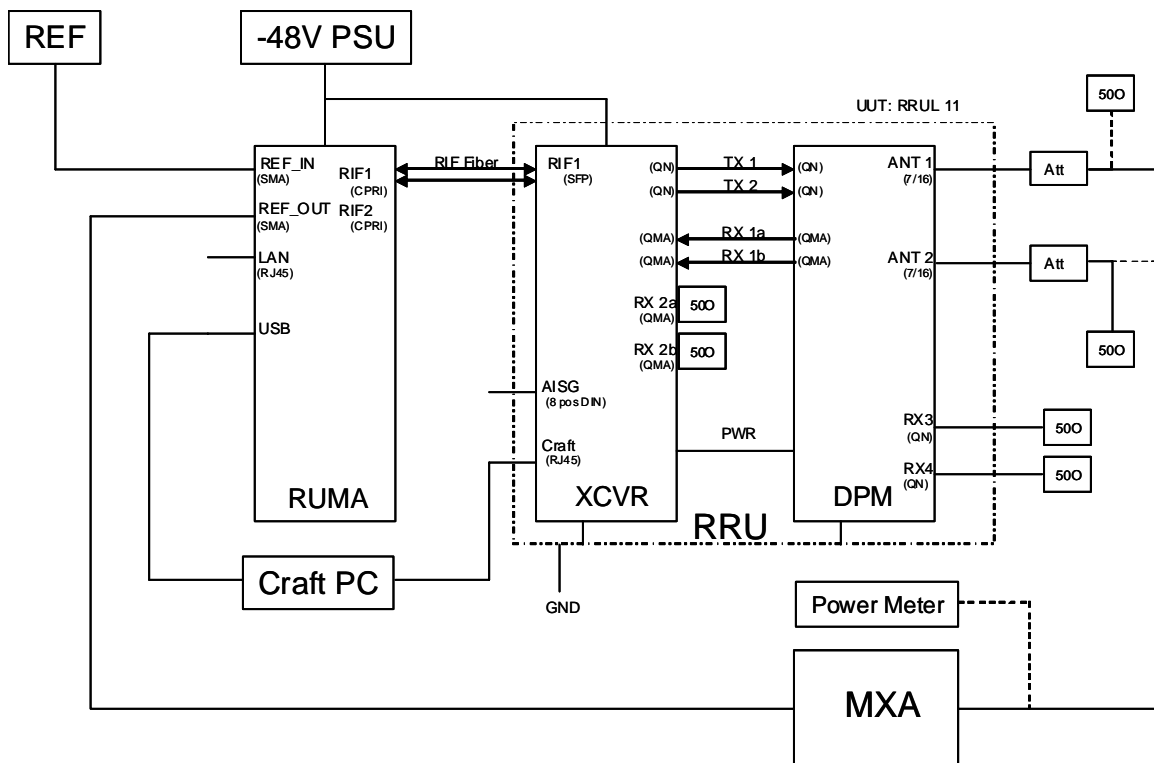 REF
-48V PSU
500
UUT: RRUL 11
REF_IN
(SMA)
RIF1
(CPRI)
RIF Fiber
RIF1
(SFP)
(QN)
TX 1
(QN)
ANT 1
(7/16)
Att
(QN)
TX 2
(QN)
REF_OUT
(SMA)
RIF2
(CPRI)
(QMA)
RX 1a
(QMA)
LAN
(RJ45)
(QMA)
RX 1b
(QMA)
ANT 2
(7/16)
Att
RX 2a
(QMA)
50O
USB
RX 2b
(QMA)
50O
50O
AISG
(8 pos DIN)
RX3
(QN)
50O
Craft
(RJ45)
PWR
RX4
(QN)
50O
RUMA
XCVR
DPM
RRU
Craft PC
GND
Power Meter
MXA